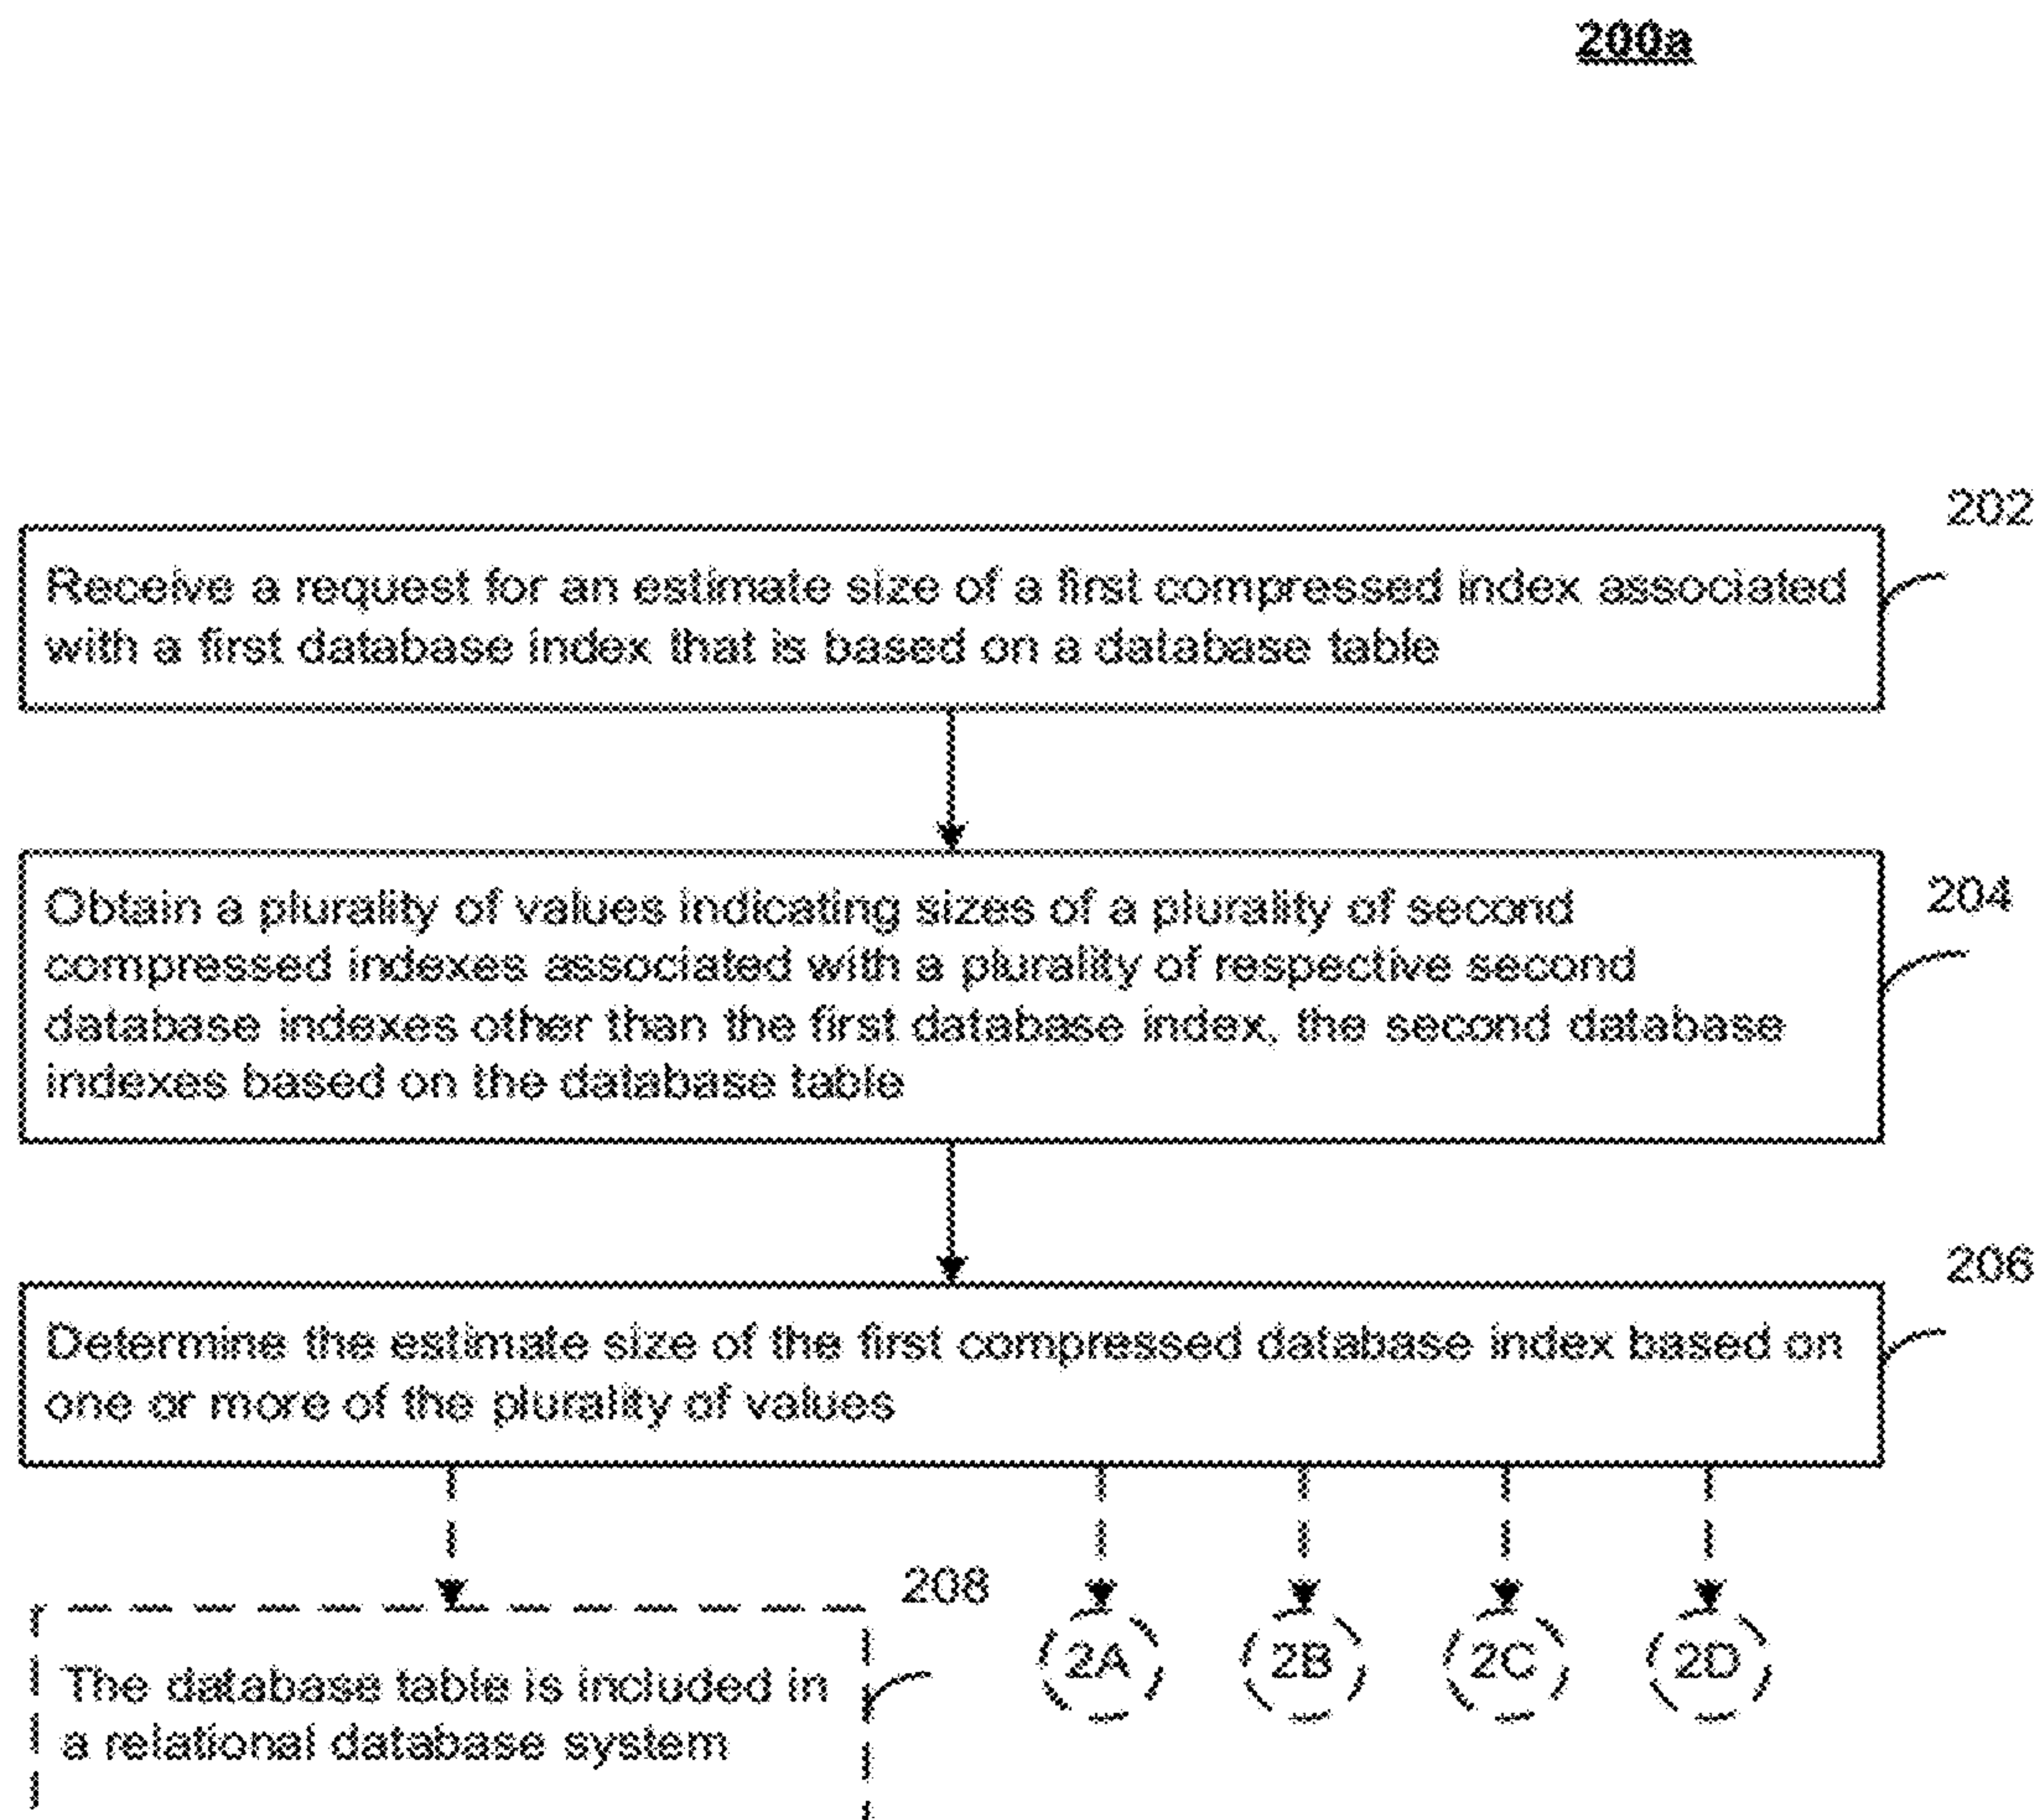 200a
202
Receive a request for an estimate size of a first compressed index associated
with a first database index that is based on a database table
204
Obtain a plurality of values indicating sizes of a plurality of second
compressed indexes associated with a plurality of respective second
database indexes other than the first database index, the second database
indexes based on the database table
206
Determine the estimate size of the first compressed database index based on
one or more of the plurality of values
208
The database table is included in
a relational database system
2A
2B
2C
2D